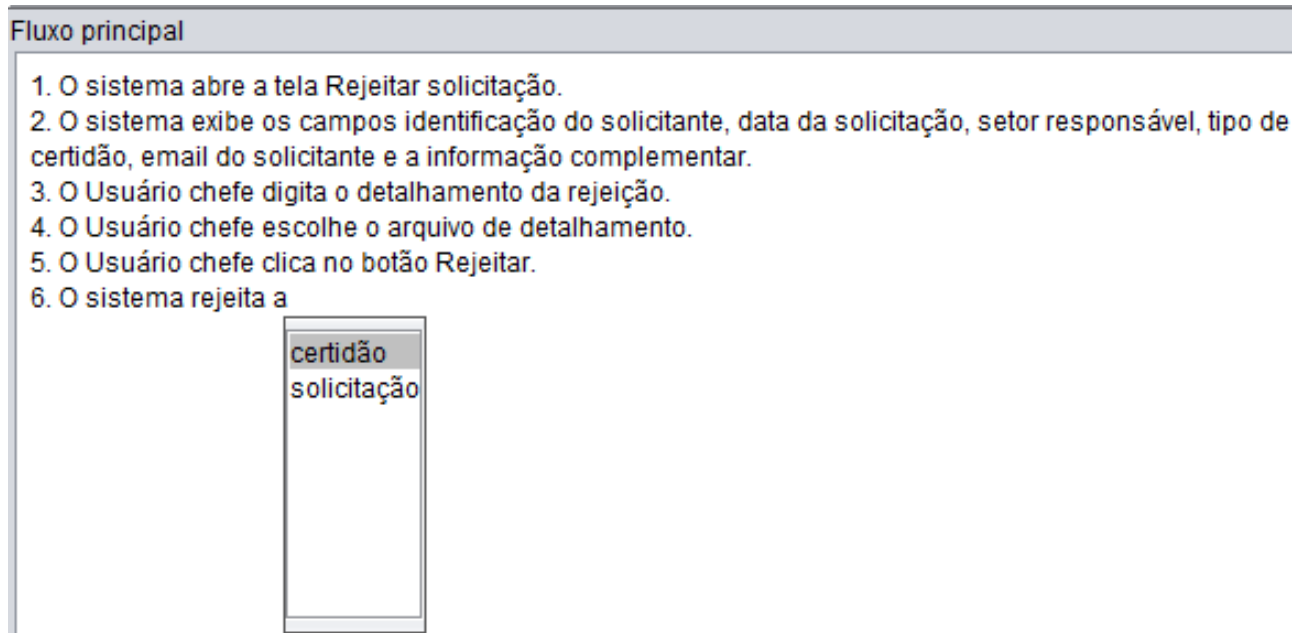 Fluxo principal
1. O sistema abre a tela Rejeitar solicitação.
2. O sistema exibe os campos identificação do solicitante, data da solicitação, setor responsável, tipo de
certidão, email do solicitante e a informação complementar.
3. O Usuário chefe digita o detalhamento da rejeição.
4. O Usuário chefe escolhe o arquivo de detalhamento.
5. O Usuário chefe clica no botão Rejeitar.
6. O sistema rejeita a
certidão
solicitação